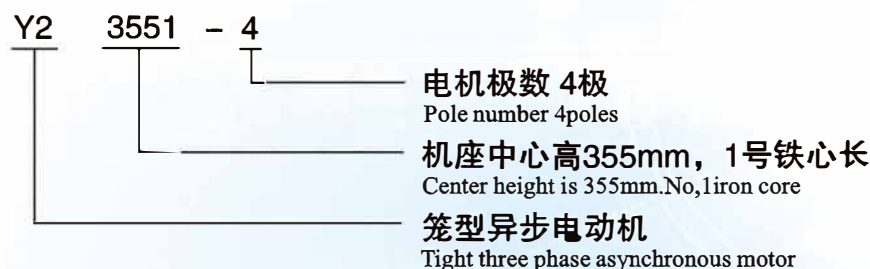 Y2 3551 - 4
电机极数 4极
Pole number 4poles
机座中心高355mm，1号铁心长
Center height is 355mm.No,1iron core
笼型异步电动机
Tight three phase asynchronous motor